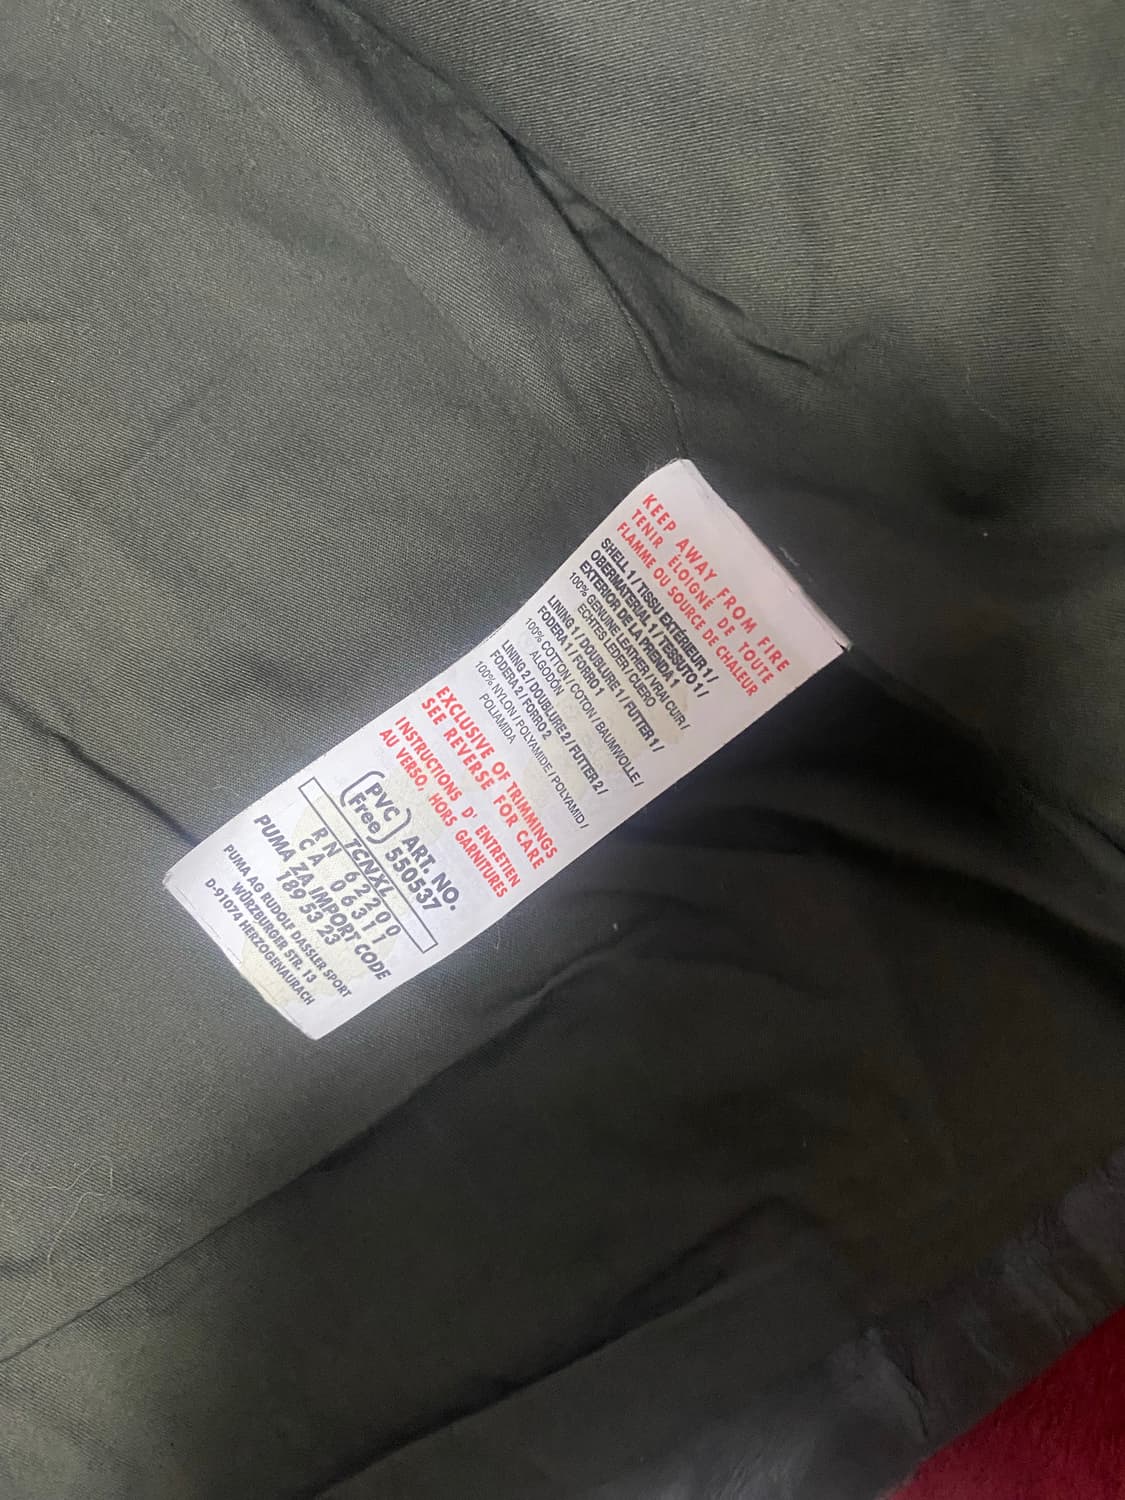 KEEP AWAY FROM FIRE
TENIR ÉLOIGNÉ DE TOUTE
FLAMME OU SOURCE DE CHALEUR
SHELL 1 / TISSU EXTÉRIEUR 1 /
OBERMATERIAL 1 / TESSUTO 1 /
EXTERIOR DE LA PRENDA 1
100% GENUINE LEATHER / VRAI CUIR /
ECHTES LEDER / CUERO
LINING 1 / DOUBLURE 1 / FUTTER 1 /
FODERA 1 / FORRO 1
100% COTTON / COTON / BAUMWOLLE /
ALGODÓN
LINING 2 / DOUBLURE 2 / FUTTER 2 /
FODERA 2 / FORRO 2
100% NYLON / POLYAMIDE / POLYAMID /
POLIAMIDA
EXCLUSIVE OF TRIMMINGS
SEE REVERSE FOR CARE
INSTRUCTIONS D' ENTRETIEN
AU VERSO, HORS GARNITURES
(PVC) ART. NO.
(Free) 550537
TCNXL
RN 62200
CA 06311
PUMA ZA IMPORT CODE
189 53 23
PUMA AG RUDOLF DASSLER SPORT
WÜRZBURGER STR. 13
D-91074 HERZOGENAURACH